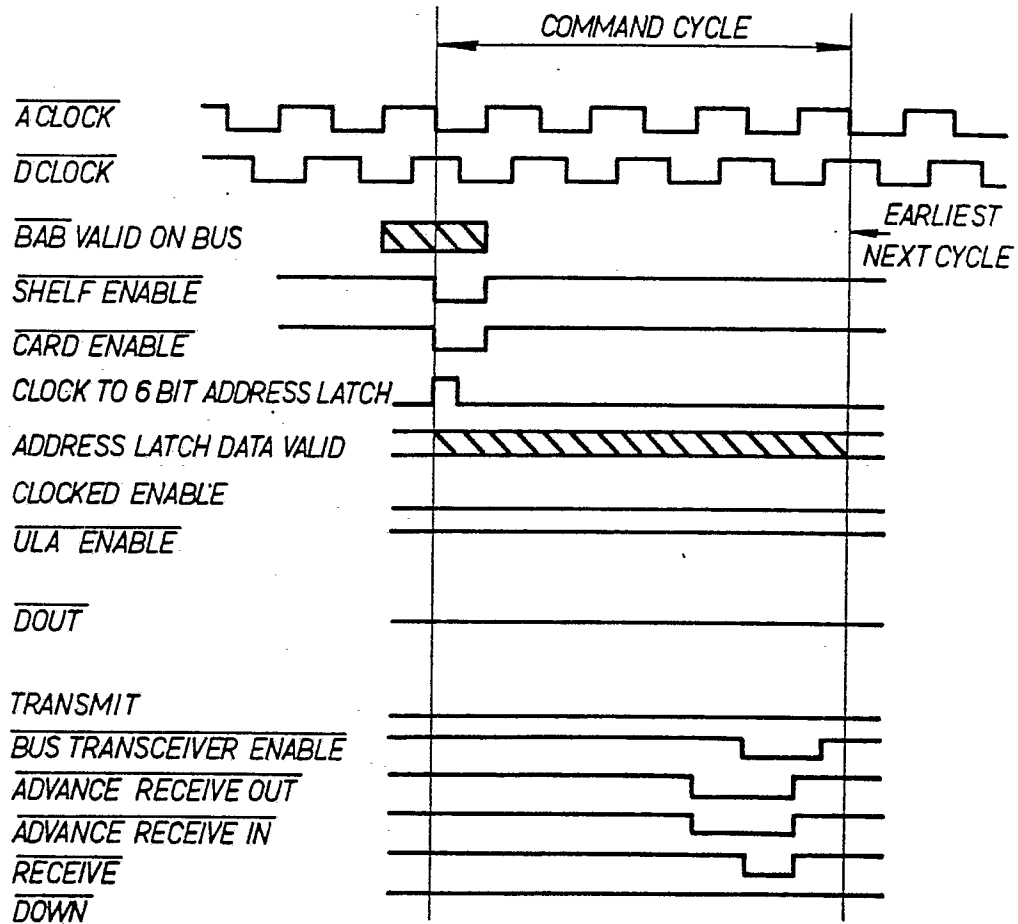 COMMAND CYCLE
A CLOCK
D CLOCK
BAB VALID ON BUS
EARLIEST
NEXT CYCLE
SHELF ENABLE
CARD ENABLE
CLOCK TO 6 BIT ADDRESS LATCH
ADDRESS LATCH DATA VALID
CLOCKED ENABLE
ULA ENABLE
DOUT
TRANSMIT
BUS TRANSCEIVER ENABLE
ADVANCE RECEIVE OUT
ADVANCE RECEIVE IN
RECEIVE
DOWN